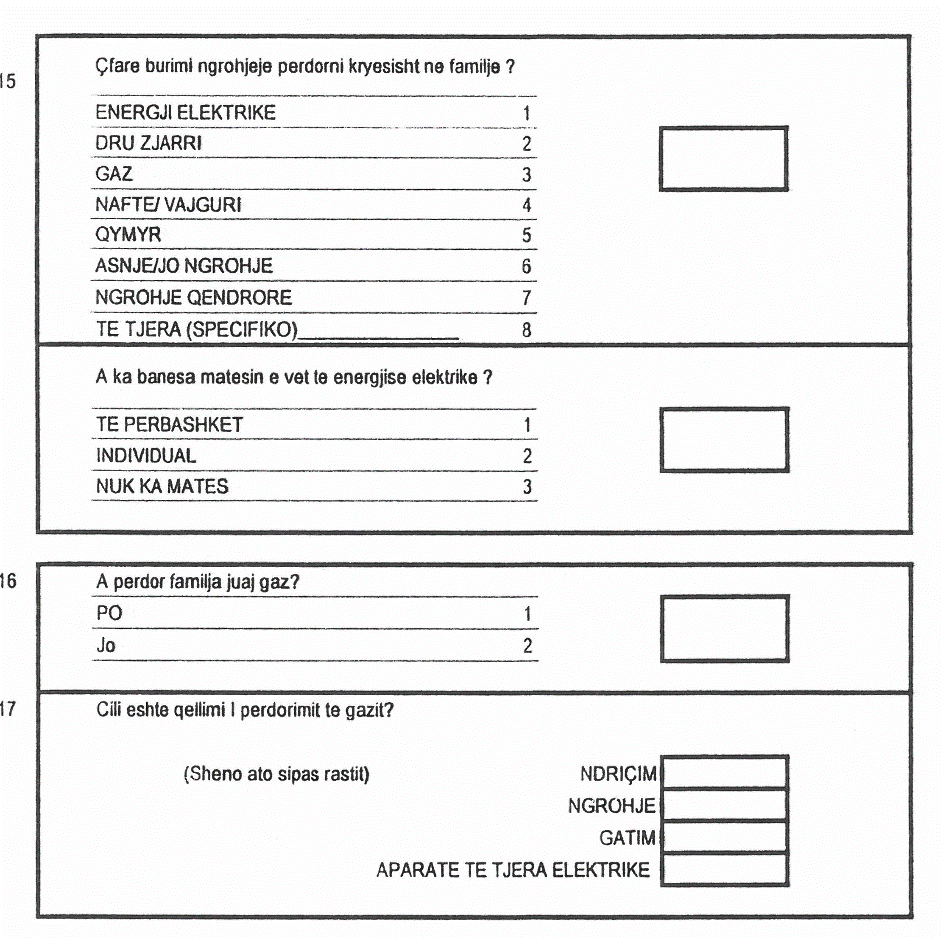 15 Çfare burimi ngrohjeje perdorni kryesisht ne familje ?
ENERGJI ELEKTRIKE 1
DRU ZJARRI 2
GAZ 3
NAFTE/ VAJGURI 4
QYMYR 5
ASNJE/JO NGROHJE 6
NGROHJE QENDRORE 7
TE TJERA (SPECIFIKO)_______________ 8
A ka banesa matesin e vet te energjise elektrike ?
TE PERBASHKET 1
INDIVIDUAL 2
NUK KA MATES 3
16 A perdor familja juaj gaz?
PO 1
Jo 2
17 Cili eshte qellimi I perdorimit te gazit?
(Sheno ato sipas rastit) NDRIÇIM
NGROHJE
GATIM
APARATE TE TJERA ELEKTRIKE